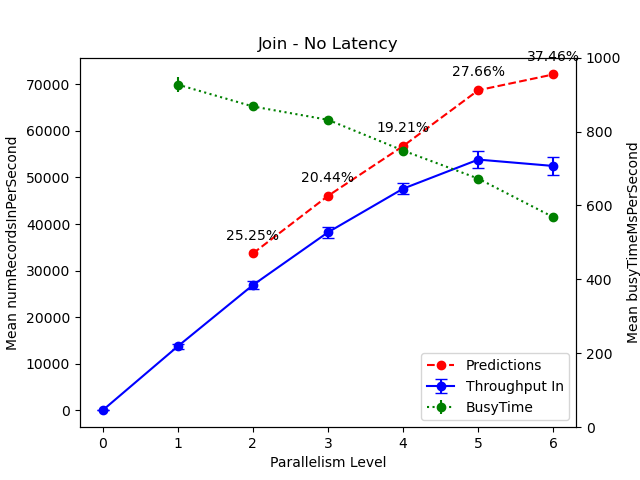 Join - No Latency
37.46%
27.66%
19.21%
20.44%
25.25%
70000
60000
50000
40000
30000
20000
10000
0
Mean numRecordsInPerSecond
1000
800
600
400
200
0
Mean busyTimeMsPerSecond
Predictions
Throughput In
BusyTime
0 1 2 3 4 5 6
Parallelism Level